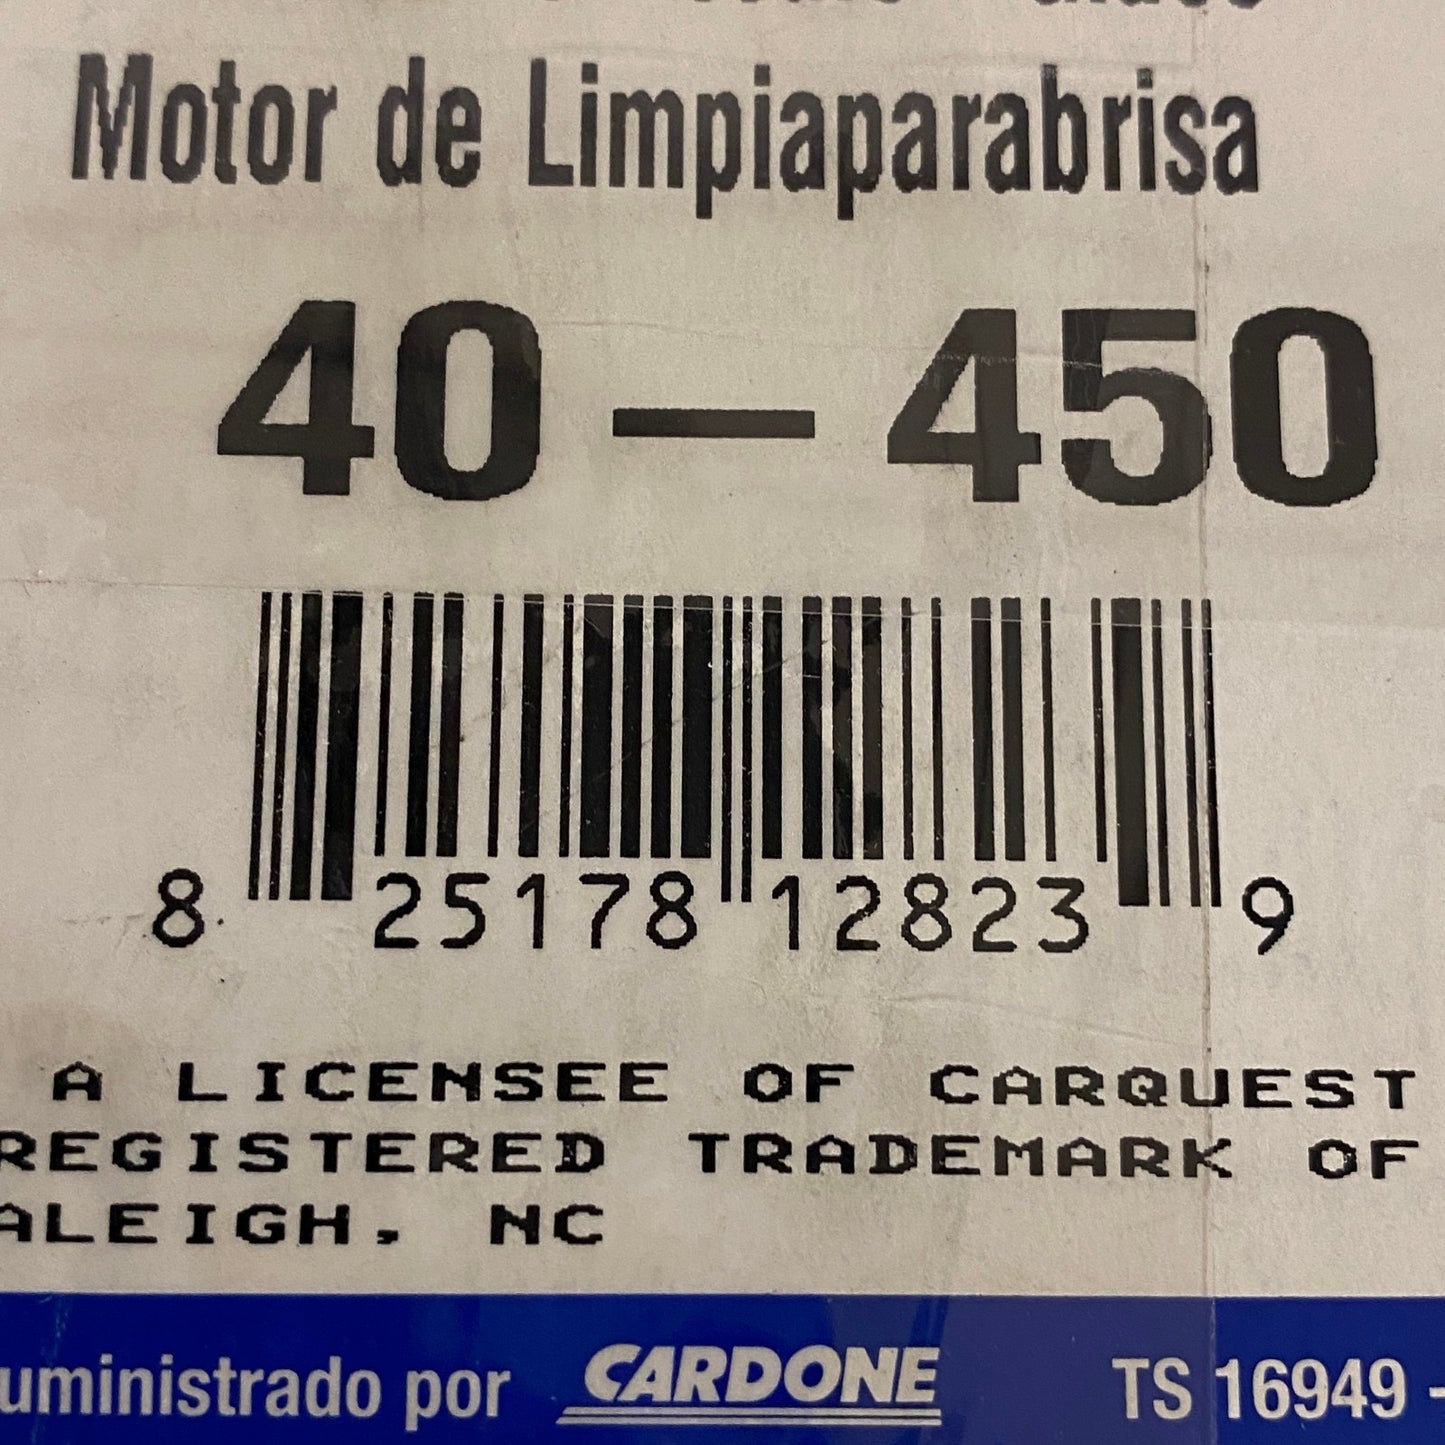 Motor de Limpiaparabrisa
40 – 450
8 25178 12823 9
A LICENSEE OF CARQUEST
REGISTERED TRADEMARK OF
ALEIGH, NC
uministrado por CARDONE TS 16949 -